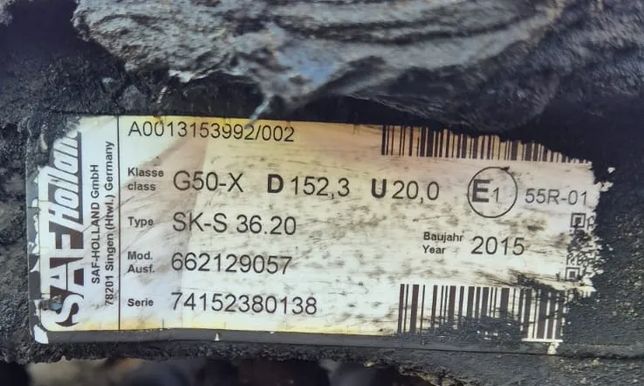 SAF Holland
SAF-HOLLAND GmbH
78201 Singen (Htwl.) Germany
A0013153992/002
Klasse class G50-X D 152,3 U 20,0 E1 55R-01
Type SK-S 36.20
Baujahr Year 2015
Mod. Ausf. 662129057
Serie 74152380138